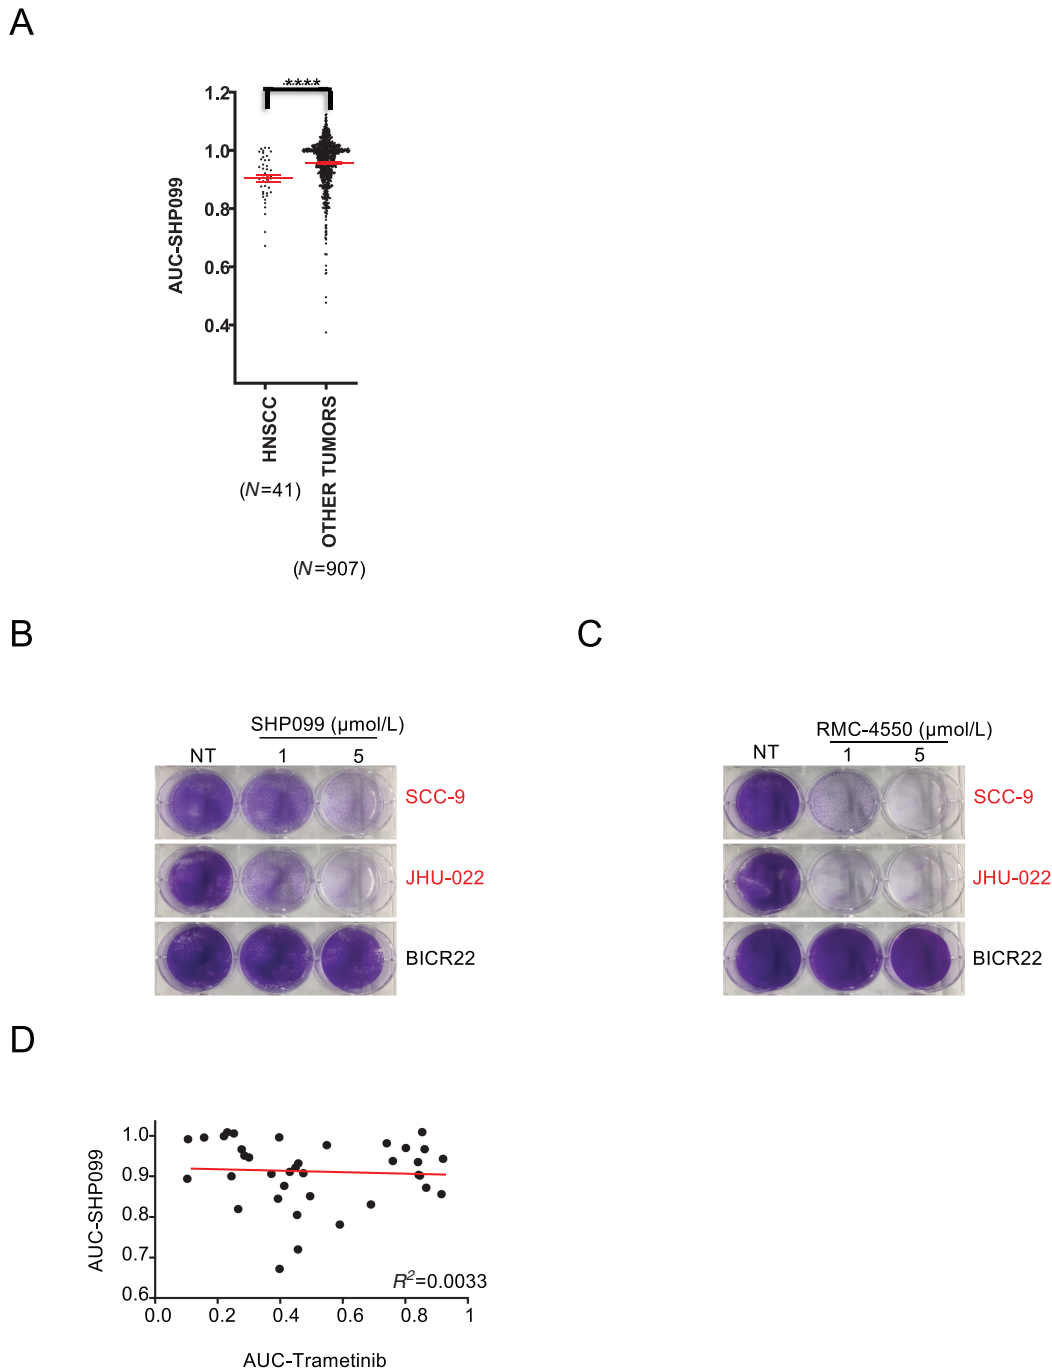 A
****
1.2
1.0
0.8
0.6
0.4
AUC-SHP099
HNSCC
(N=41)
OTHER TUMORS
(N=907)
B
SHP099 (µmol/L)
NT 1 5
SCC-9
JHU-022
BICR22
C
RMC-4550 (µmol/L)
NT 1 5
SCC-9
JHU-022
BICR22
D
1.0
0.9
0.8
0.7
0.6
AUC-SHP099
R²=0.0033
0.0 0.2 0.4 0.6 0.8 1
AUC-Trametinib